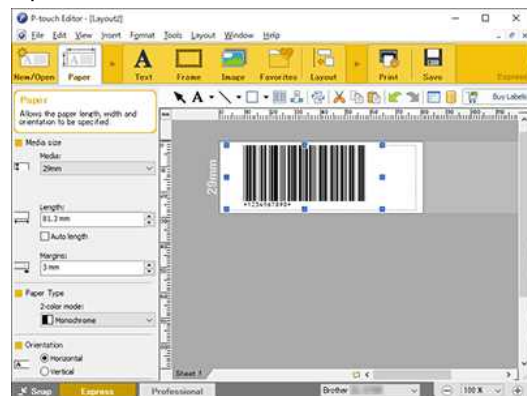 P-touch Editor - [Layout2]
File Edit View Insert Format Tools Layout Window Help
New/Open Paper Text Frame Image Favorites Layout Print Save Express
Paper
Allows the paper length, width and
orientation to be specified.
Buy Labels
Media size
Media:
29mm
29mm
*1234567890*
Length:
81.3 mm
Auto length
Margins:
3 mm
Paper Type
2-color mode:
Monochrome
Orientation
Horizontal
Vertical
Sheet 1
Snap Express Professional Brother 100 %